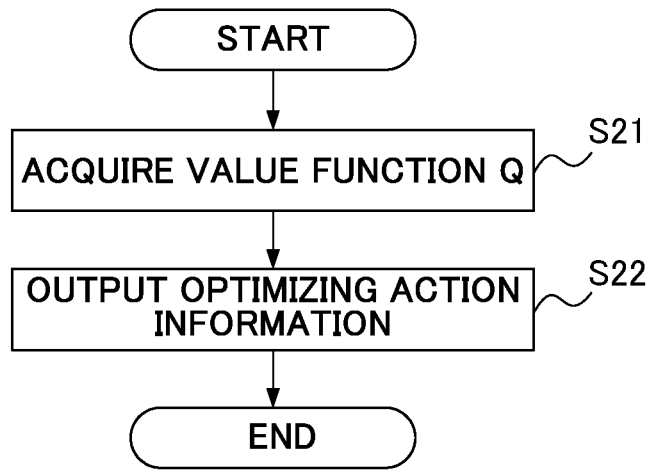 START
ACQUIRE VALUE FUNCTION Q
S21
OUTPUT OPTIMIZING ACTION
INFORMATION
S22
END